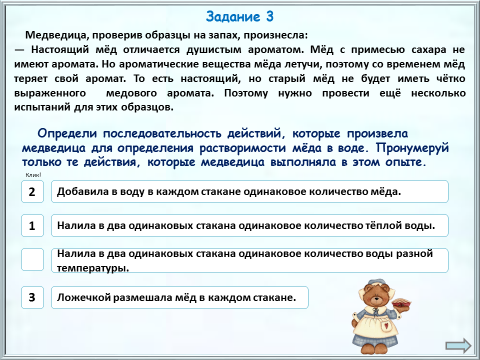 Задание 3
Медведица, проверив образцы на запах, произнесла:
— Настоящий мёд отличается душистым ароматом. Мёд с примесью сахара не
имеют аромата. Но ароматические вещества мёда летучи, поэтому со временем мёд
теряет свой аромат. То есть настоящий, но старый мёд не будет иметь чётко
выраженного медового аромата. Поэтому нужно провести ещё несколько
испытаний для этих образцов.
Определи последовательность действий, которые произвела
медведица для определения растворимости мёда в воде. Пронумеруй
только те действия, которые медведица выполняла в этом опыте.
Клик!
2 Добавила в воду в каждом стакане одинаковое количество мёда.
1 Налила в два одинаковых стакана одинаковое количество тёплой воды.
Налила в два одинаковых стакана одинаковое количество воды разной
температуры.
3 Ложечкой размешала мёд в каждом стакане.